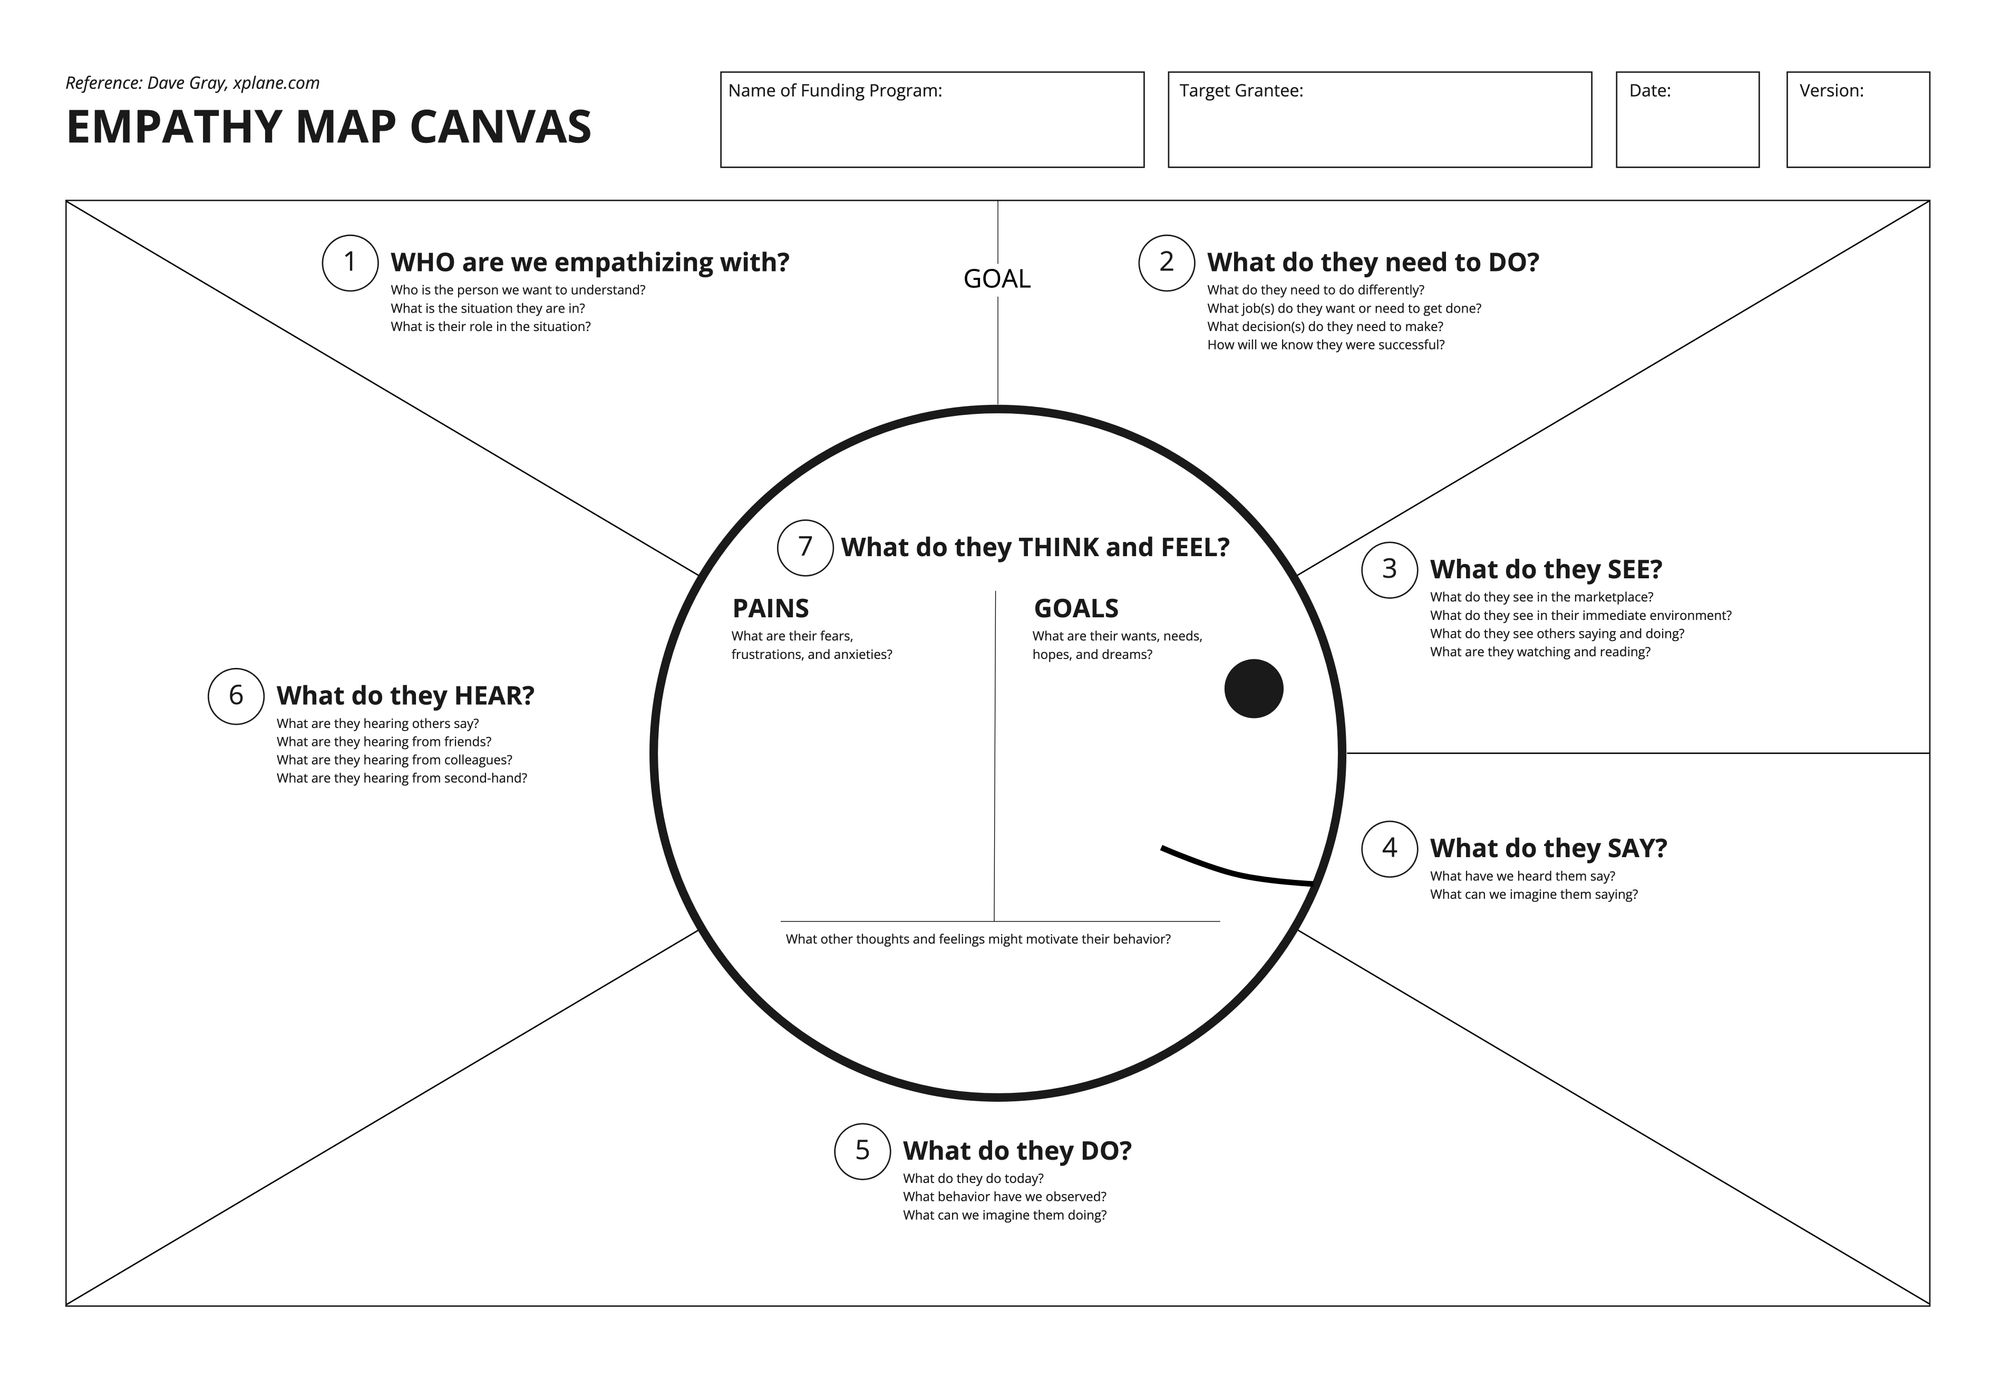 Reference: Dave Gray, xplane.com
EMPATHY MAP CANVAS
Name of Funding Program:
Target Grantee:
Date:
Version:
GOAL
1
WHO are we empathizing with?
Who is the person we want to understand?
What is the situation they are in?
What is their role in the situation?
2
What do they need to DO?
What do they need to do differently?
What job(s) do they want or need to get done?
What decision(s) do they need to make?
How will we know they were successful?
3
What do they SEE?
What do they see in the marketplace?
What do they see in their immediate environment?
What do they see others saying and doing?
What are they watching and reading?
4
What do they SAY?
What have we heard them say?
What can we imagine them saying?
5
What do they DO?
What do they do today?
What behavior have we observed?
What can we imagine them doing?
6
What do they HEAR?
What are they hearing others say?
What are they hearing from friends?
What are they hearing from colleagues?
What are they hearing from second-hand?
7
What do they THINK and FEEL?
PAINS
What are their fears,
frustrations, and anxieties?
GOALS
What are their wants, needs,
hopes, and dreams?
What other thoughts and feelings might motivate their behavior?